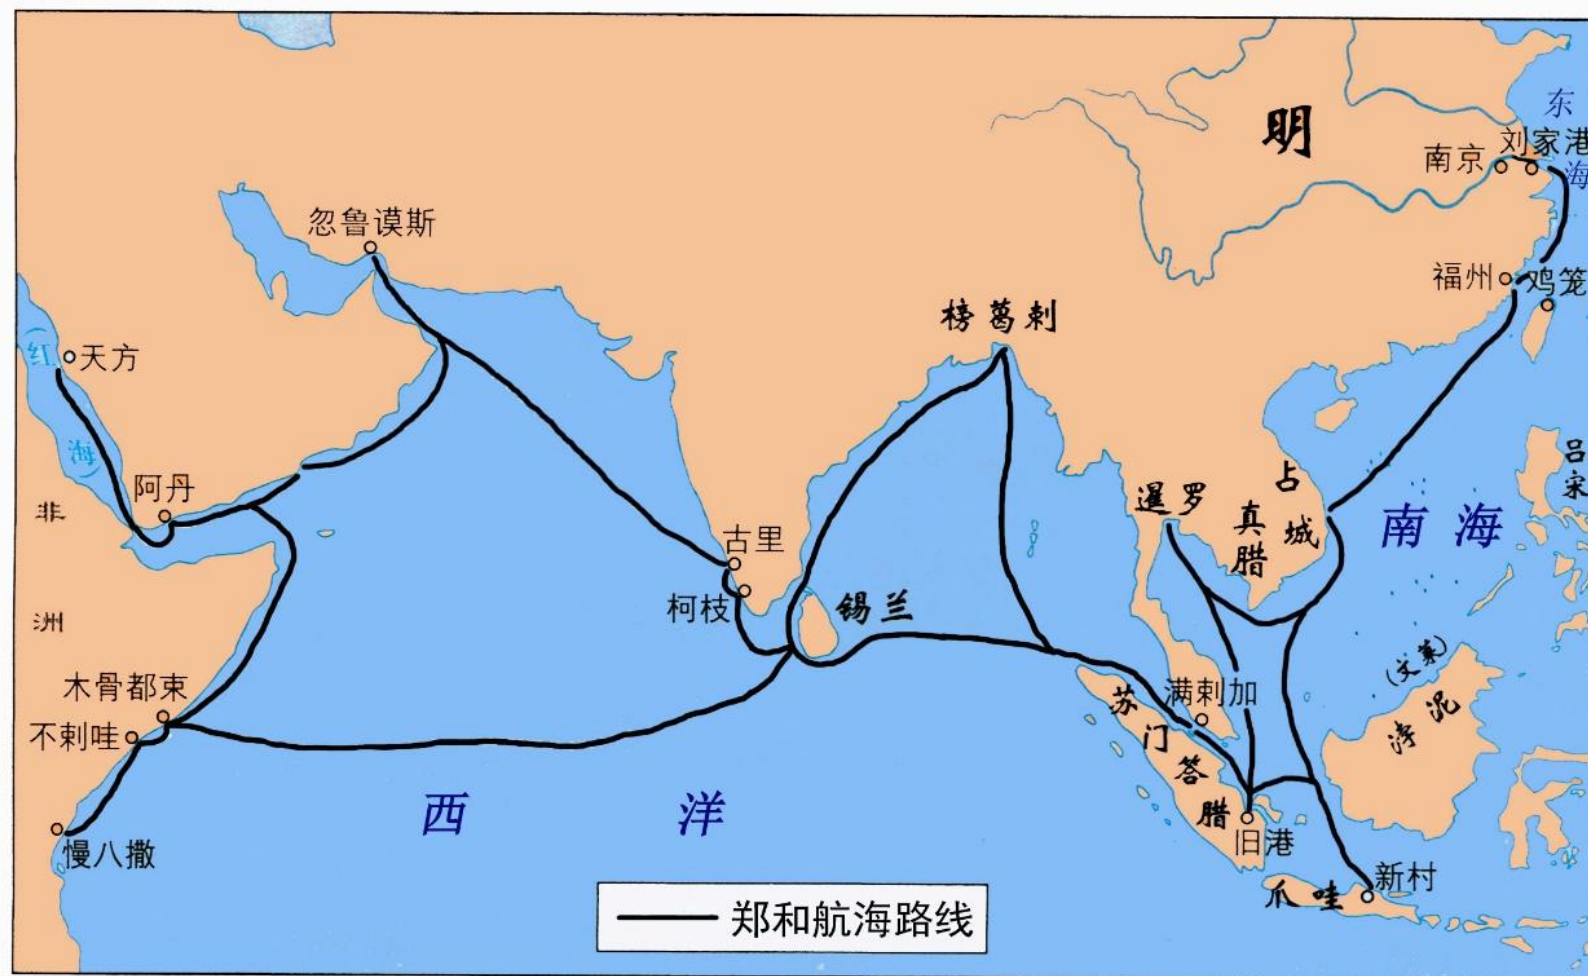 明
东
海
南京
刘家港
忽鲁谟斯
福州
鸡笼
榜葛剌
(红
海)
天方
阿丹
非
洲
吕宋
暹罗
占城
真腊
南海
古里
柯枝
锡兰
(文莱)
浡泥
木骨都束
不剌哇
满剌加
苏门答腊
西洋
慢八撒
旧港
新村
爪哇
郑和航海路线